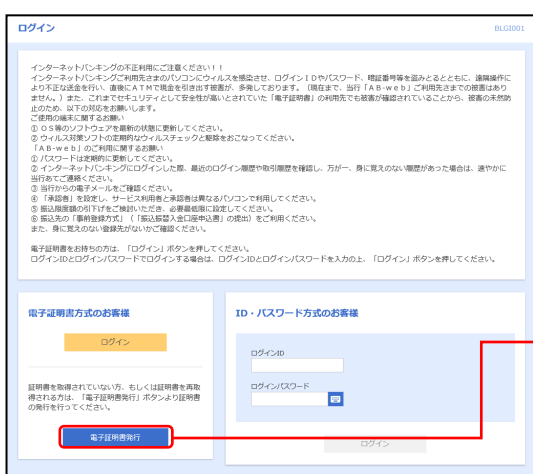 ログイン
BLGI001
インターネットバンキングの不正利用にご注意ください！！
インターネットバンキングご利用先さまのパソコンにウィルスを感染させ、ログインＩＤやパスワード、暗証番号等を盗みとるとともに、遠隔操作に
より不正な送金を行い、直後にＡＴＭで現金を引き出す被害が、多発しております。（現在まで、当行「ＡＢ-ｗｅｂ」ご利用先さまでの被害はあり
ません。）また、これまでセキュリティとして安全性が高いとされていた「電子証明書」の利用先でも被害が確認されていることから、被害の未然防
止のため、以下の対応をお願いします。
ご使用の端末に関するお願い
① ＯＳ等のソフトウェアを最新の状態に更新してください。
② ウィルス対策ソフトの定期的なウィルスチェックと駆除をおこなってください。
「ＡＢ-ｗｅｂ」のご利用に関するお願い
① パスワードは定期的に更新してください。
② インターネットバンキングにログインした際、最近のログイン履歴や取引履歴を確認し、万が一、身に覚えのない履歴があった場合は、速やかに
当行あてご連絡ください。
③ 当行からの電子メールをご確認ください。
④ 「承認者」を設定し、サービス利用者と承認者は異なるパソコンで利用してください。
⑤ 振込限度額の引下げをご検討いただき、必要最低限に設定してください。
⑥ 振込先の「事前登録方式」（「振込振替入金口座申込書」の提出）をご利用ください。
また、身に覚えのない登録先がないかご確認ください。
電子証明書をお持ちの方は、「ログイン」ボタンを押してください。
ログインIDとログインパスワードでログインする場合は、ログインIDとログインパスワードを入力の上、「ログイン」ボタンを押してください。
電子証明書方式のお客様
ログイン
証明書を取得されていない方、もしくは証明書を再取
得される方は、「電子証明書発行」ボタンより証明書
の発行を行ってください。
電子証明書発行
ID・パスワード方式のお客様
ログインID
ログインパスワード
ログイン